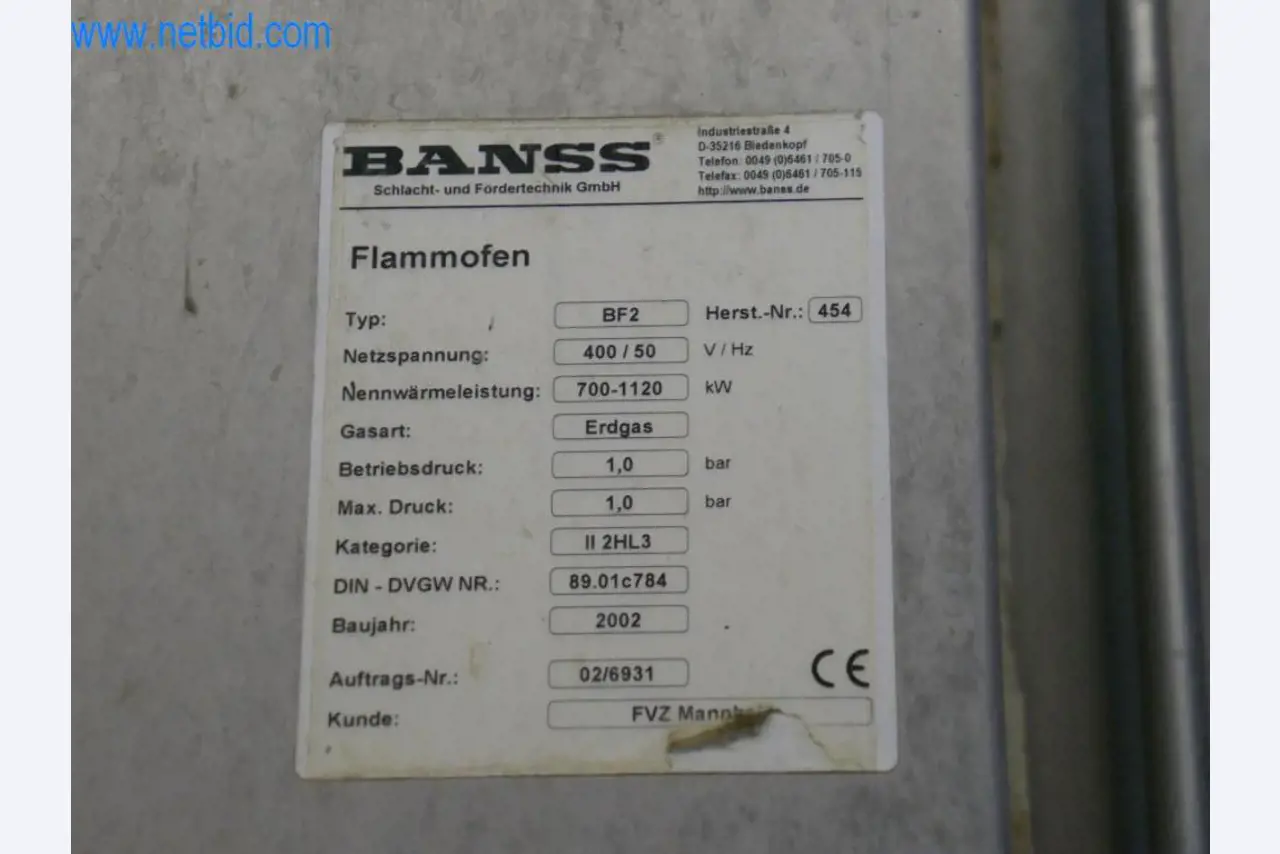 www.netbid.com
BANSS®
Schlacht- und Fördertechnik GmbH
Industriestraße 4
D-35216 Biedenkopf
Telefon: 0049 (0)6461 / 705-0
Telefax: 0049 (0)6461 / 705-115
http://www.banss.de
Flammofen
Typ: BF2 Herst.-Nr.: 454
Netzspannung: 400 / 50 V / Hz
Nennwärmeleistung: 700-1120 kW
Gasart: Erdgas
Betriebsdruck: 1,0 bar
Max. Druck: 1,0 bar
Kategorie: II 2HL3
DIN - DVGW NR.: 89.01c784
Baujahr: 2002
Auftrags-Nr.: 02/6931 CE
Kunde: FVZ Mannheim